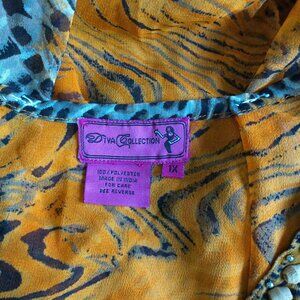 Diva Collection
1X
100% POLYESTER
MADE IN INDIA
FOR CARE
SEE REVERSE